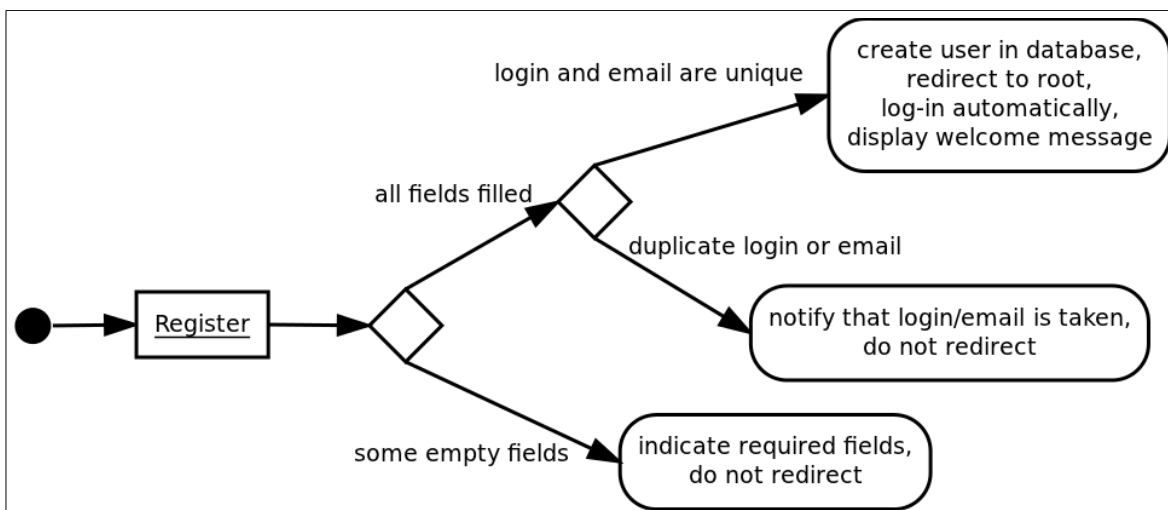 login and email are unique
create user in database,
redirect to root,
log-in automatically,
display welcome message
all fields filled
duplicate login or email
Register
notify that login/email is taken,
do not redirect
some empty fields
indicate required fields,
do not redirect